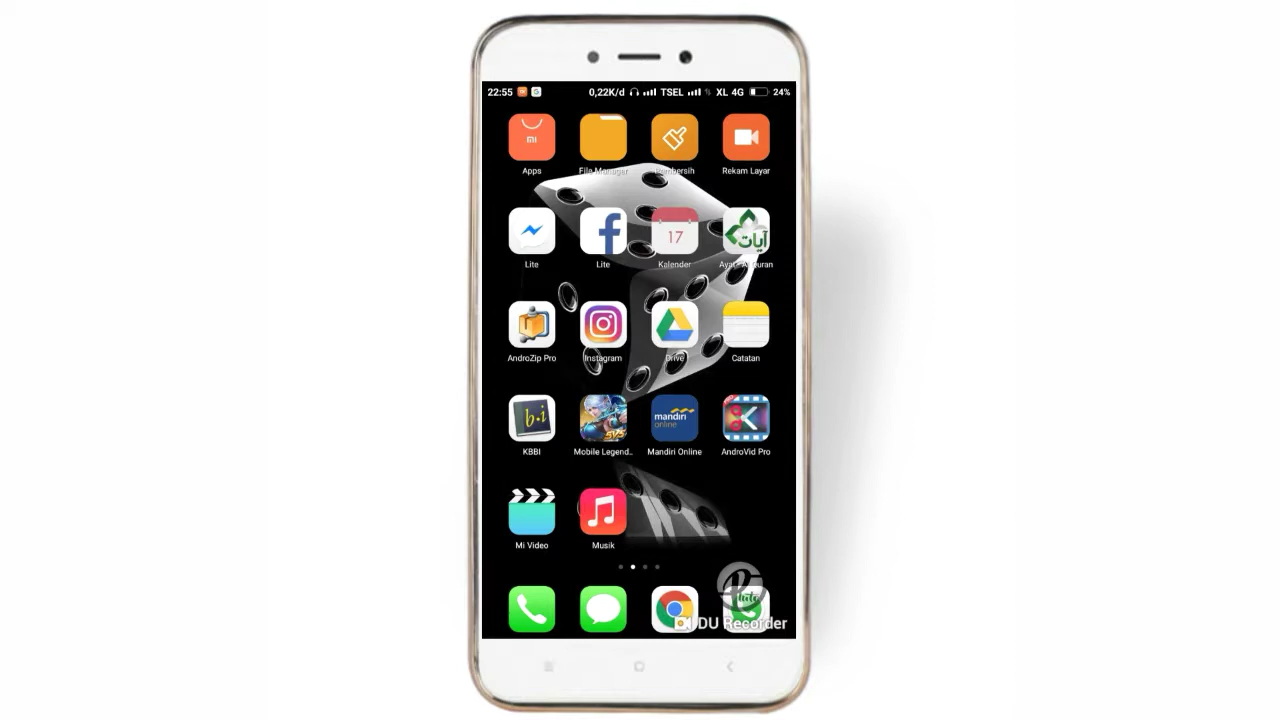 22:55 0,22K/d TSEL XL 4G 24%
mi
Apps File Manager Pembersih Rekam Layar
17
آيات
Lite Lite Kalender Ayat - Al Quran
AndroZip Pro Instagram Drive Catatan
b·i 5V5 mandiri online K
KBBI Mobile Legend.. Mandiri Online AndroVid Pro
Mi Video Musik
DU Recorder